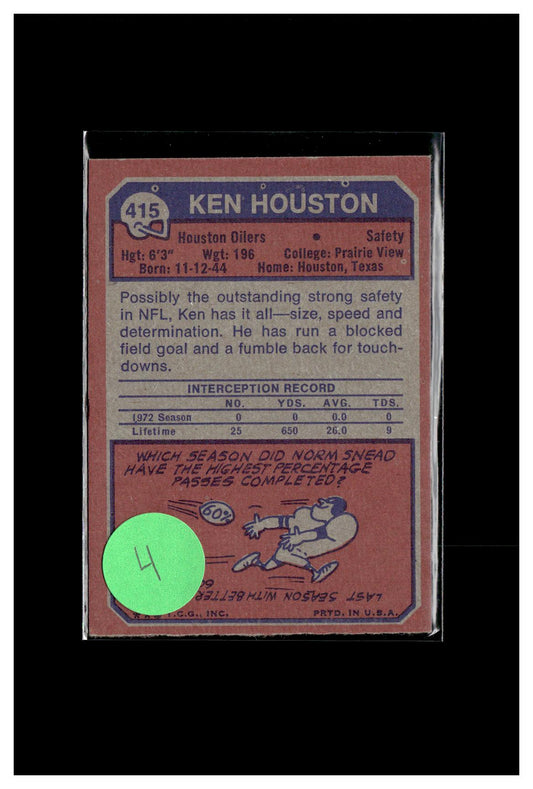 415
KEN HOUSTON
Houston Oilers • Safety
Hgt: 6'3" Wgt: 196 College: Prairie View
Born: 11-12-44 Home: Houston, Texas
Possibly the outstanding strong safety
in NFL, Ken has it all—size, speed and
determination. He has run a blocked
field goal and a fumble back for touch-
downs.
INTERCEPTION RECORD
NO. YDS. AVG. TDS.
1972 Season 0 0 0.0 0
Lifetime 25 650 26.0 9
WHICH SEASON DID NORM SNEAD
HAVE THE HIGHEST PERCENTAGE
PASSES COMPLETED?
60%
4
LAST SEASON WITH BETTER
T.C.G., INC. PRTD. IN U.S.A.